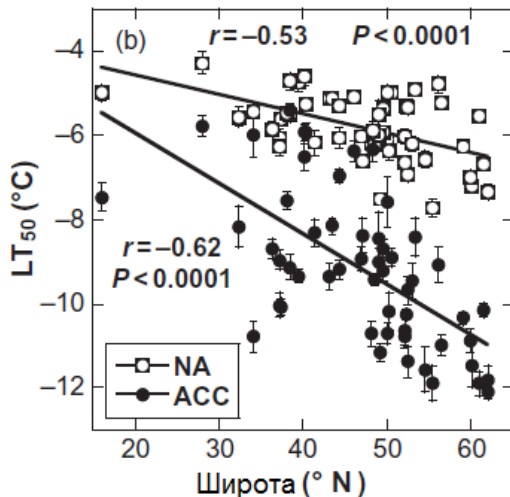 (b)
r = –0.53 P < 0.0001
–4
–6
–8
–10
–12
LT50 (°C)
r = –0.62
P < 0.0001
NA
ACC
20 30 40 50 60
Широта (° N)